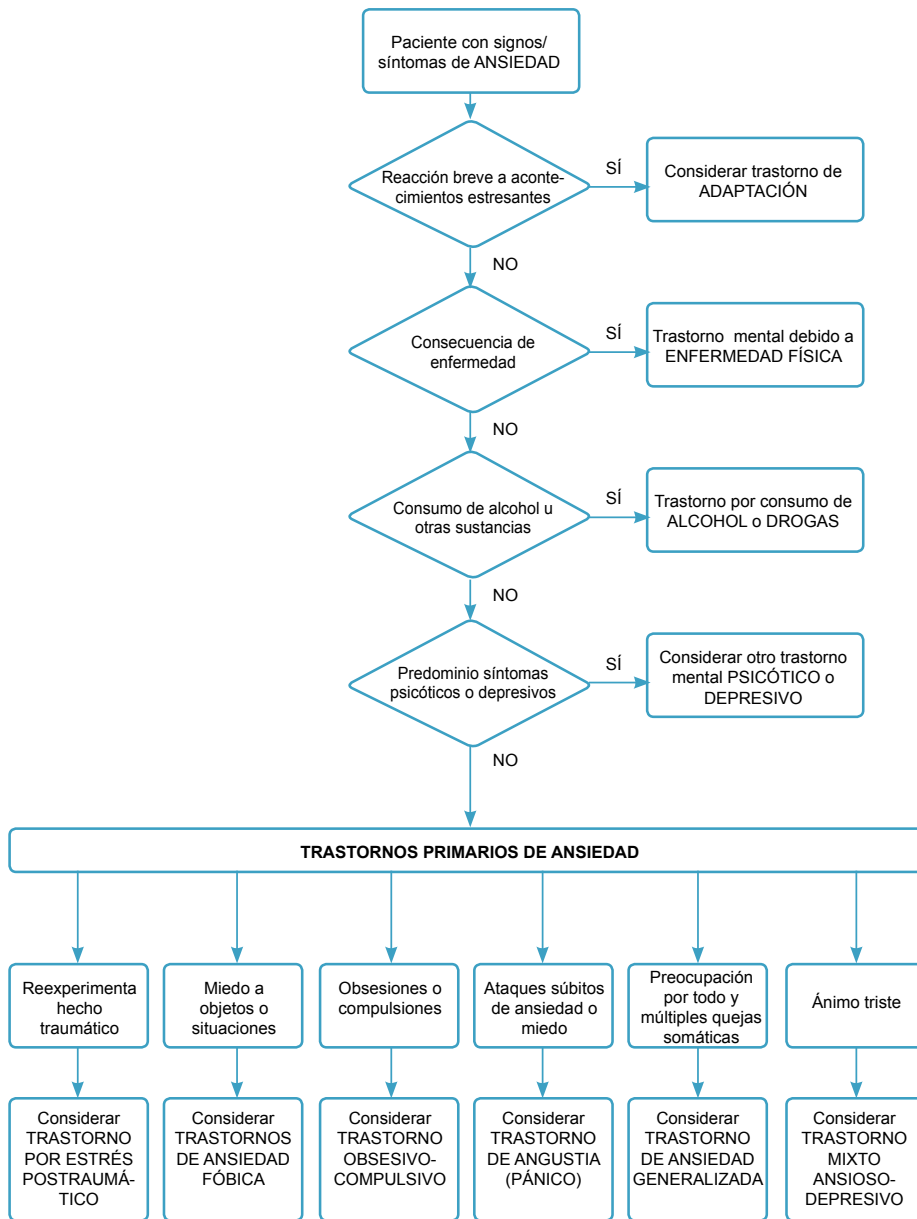 Paciente con signos/
síntomas de ANSIEDAD
Reacción breve a aconte-
cimientos estresantes
SÍ
Considerar trastorno de
ADAPTACIÓN
NO
Consecuencia de
enfermedad
SÍ
Trastorno mental debido a
ENFERMEDAD FÍSICA
NO
Consumo de alcohol u
otras sustancias
SÍ
Trastorno por consumo de
ALCOHOL o DROGAS
NO
Predominio síntomas
psicóticos o depresivos
SÍ
Considerar otro trastorno
mental PSICÓTICO o
DEPRESIVO
NO
TRASTORNOS PRIMARIOS DE ANSIEDAD
Reexperimenta
hecho
traumático
Miedo a
objetos o
situaciones
Obsesiones o
compulsiones
Ataques súbitos
de ansiedad o
miedo
Preocupación
por todo y
múltiples quejas
somáticas
Ánimo triste
Considerar
TRASTORNO
POR ESTRÉS
POSTRAUMÁ-
TICO
Considerar
TRASTORNOS
DE ANSIEDAD
FÓBICA
Considerar
TRASTORNO
OBSESIVO-
COMPULSIVO
Considerar
TRASTORNO
DE ANGUSTIA
(PÁNICO)
Considerar
TRASTORNO
DE ANSIEDAD
GENERALIZADA
Considerar
TRASTORNO
MIXTO
ANSIOSO-
DEPRESIVO